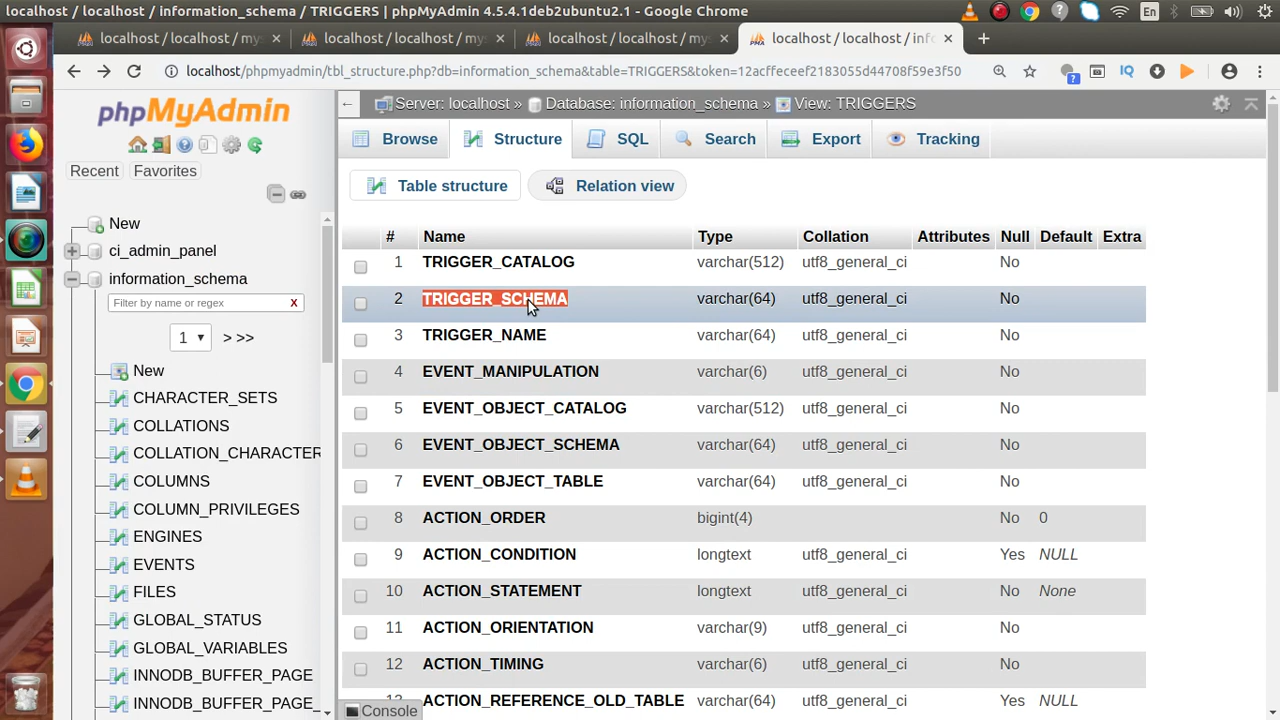 localhost / localhost / information_schema / TRIGGERS | phpMyAdmin 4.5.4.1deb2ubuntu2.1 - Google Chrome
En
localhost / localhost / my
localhost / localhost / my
localhost / localhost / my
localhost / localhost / inf
localhost/phpmyadmin/tbl_structure.php?db=information_schema&table=TRIGGERS&token=12acffeceef2183055d44708f59e3f50
IQ
phpMyAdmin
Recent Favorites
New
ci_admin_panel
information_schema
Filter by name or regex X
1 > >>
New
CHARACTER_SETS
COLLATIONS
COLLATION_CHARACTER
COLUMNS
COLUMN_PRIVILEGES
ENGINES
EVENTS
FILES
GLOBAL_STATUS
GLOBAL_VARIABLES
INNODB_BUFFER_PAGE
INNODB_BUFFER_PAGE_
Server: localhost » Database: information_schema » View: TRIGGERS
Browse Structure SQL Search Export Tracking
Table structure Relation view
# Name Type Collation Attributes Null Default Extra
1 TRIGGER_CATALOG varchar(512) utf8_general_ci No
2 TRIGGER_SCHEMA varchar(64) utf8_general_ci No
3 TRIGGER_NAME varchar(64) utf8_general_ci No
4 EVENT_MANIPULATION varchar(6) utf8_general_ci No
5 EVENT_OBJECT_CATALOG varchar(512) utf8_general_ci No
6 EVENT_OBJECT_SCHEMA varchar(64) utf8_general_ci No
7 EVENT_OBJECT_TABLE varchar(64) utf8_general_ci No
8 ACTION_ORDER bigint(4) No 0
9 ACTION_CONDITION longtext utf8_general_ci Yes NULL
10 ACTION_STATEMENT longtext utf8_general_ci No None
11 ACTION_ORIENTATION varchar(9) utf8_general_ci No
12 ACTION_TIMING varchar(6) utf8_general_ci No
ACTION_REFERENCE_OLD_TABLE varchar(64) utf8_general_ci Yes NULL
Console